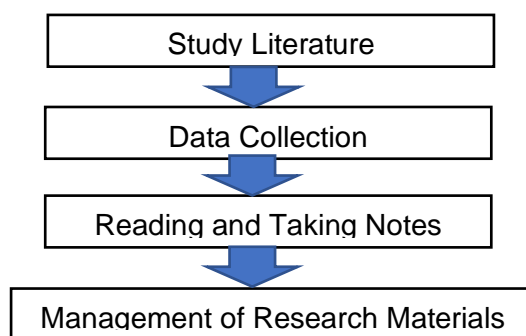 Study Literature
Data Collection
Reading and Taking Notes
Management of Research Materials